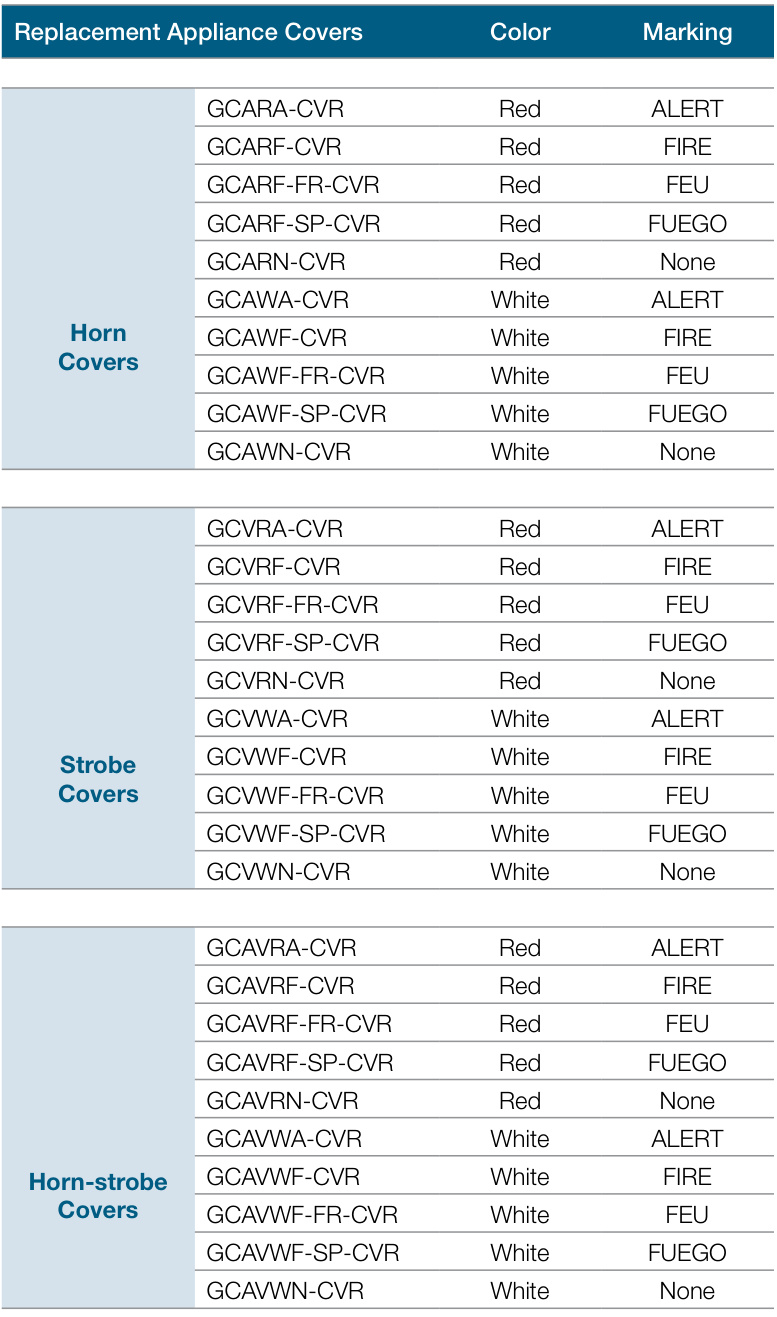 Replacement Appliance Covers Color Marking
GCARA-CVR Red ALERT
GCARF-CVR Red FIRE
GCARF-FR-CVR Red FEU
GCARF-SP-CVR Red FUEGO
GCARN-CVR Red None
GCAWA-CVR White ALERT
Horn
Covers
GCAWF-CVR White FIRE
GCAWF-FR-CVR White FEU
GCAWF-SP-CVR White FUEGO
GCAWN-CVR White None
GCVRA-CVR Red ALERT
GCVRF-CVR Red FIRE
GCVRF-FR-CVR Red FEU
GCVRF-SP-CVR Red FUEGO
GCVRN-CVR Red None
GCVWA-CVR White ALERT
Strobe
Covers
GCVWF-CVR White FIRE
GCVWF-FR-CVR White FEU
GCVWF-SP-CVR White FUEGO
GCVWN-CVR White None
GCAVRA-CVR Red ALERT
GCAVRF-CVR Red FIRE
GCAVRF-FR-CVR Red FEU
GCAVRF-SP-CVR Red FUEGO
GCAVRN-CVR Red None
GCAVWA-CVR White ALERT
Horn-strobe
Covers
GCAVWF-CVR White FIRE
GCAVWF-FR-CVR White FEU
GCAVWF-SP-CVR White FUEGO
GCAVWN-CVR White None